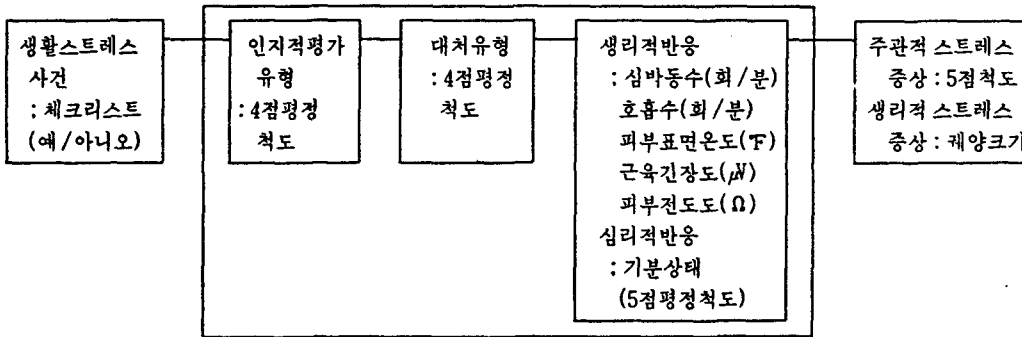 생활스트레스
사건
:체크리스트
(예/아니오)
인지적평가
유형
:4점평정
척도
대처유형
:4점평정
척도
생리적반응
:심박동수(회/분)
호흡수(회/분)
피부표면온도(℉)
근육긴장도(㎶)
피부전도도(Ω)
심리적반응
:기분상태
(5점평정척도)
주관적 스트레스
증상:5점척도
생리적 스트레스
증상:궤양크기